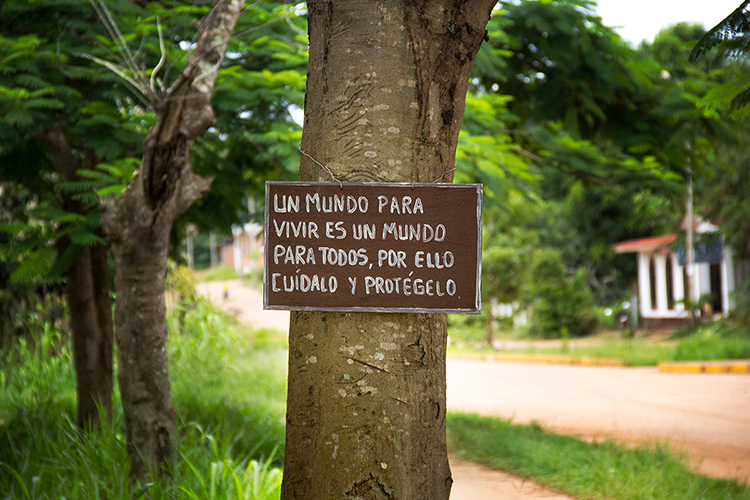 UN MUNDO PARA
VIVIR ES UN MUNDO
PARA TODOS, POR ELLO
CUÍDALO Y PROTÉGELO.